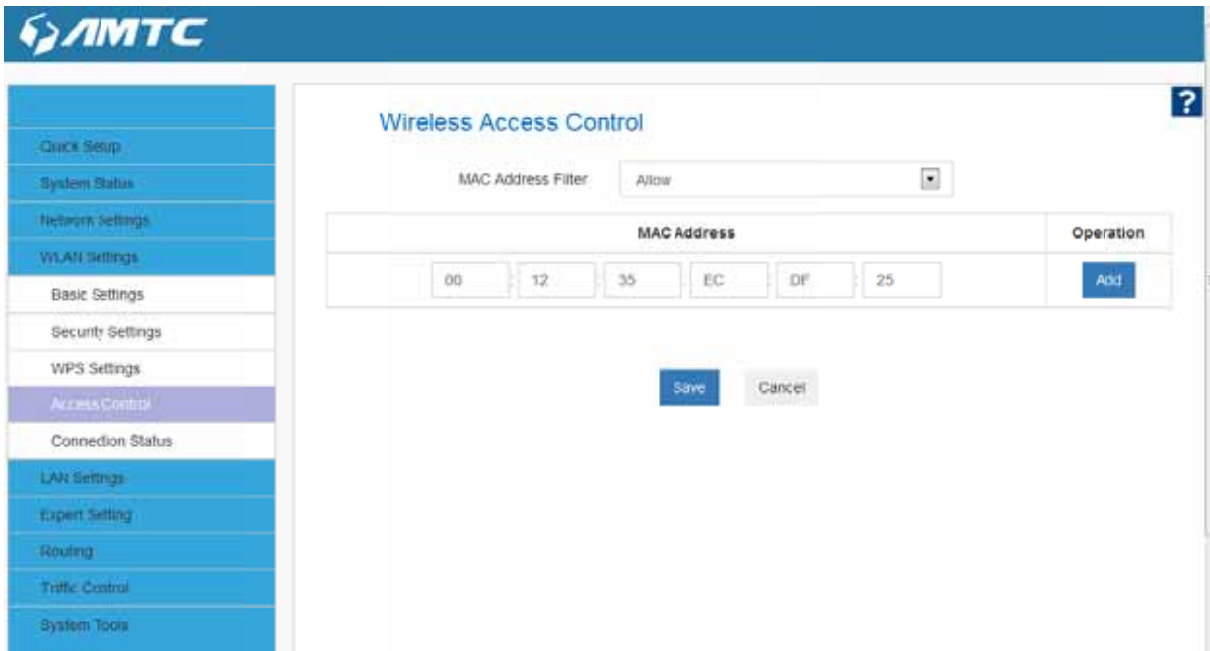 AMTC
?
Wireless Access Control
Quick Setup
MAC Address Filter Allow
System Status
Network Settings
MAC Address Operation
WLAN Settings
00 : 12 : 35 : EC : DF : 25 Add
Basic Settings
Security Settings
WPS Settings
Save Cancel
Access Control
Connection Status
LAN Settings
Expert Setting
Routing
Traffic Control
System Tools